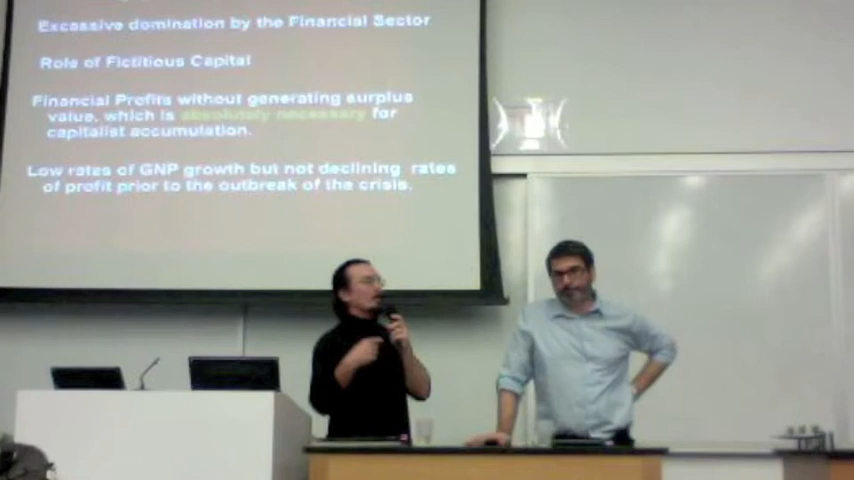 Excassive domination by the Financial Sector
Role of Fictitious Capital
Financial Profits without generating surplus
value, which is absolutely necessary for
capitalist accumulation.
Low rates of GNP growth but not declining rates
of profit prior to the outbreak of the crisis.